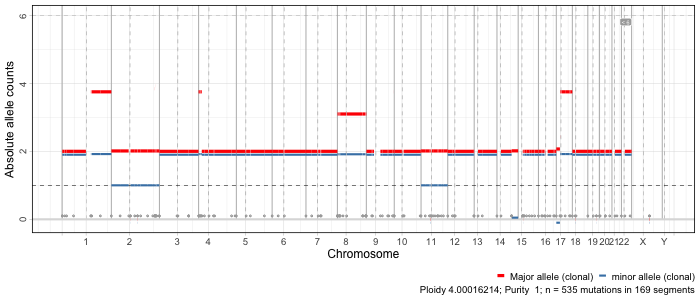 Absolute allele counts
6
4
2
0
1 2 3 4 5 6 7 8 9 10 11 12 13 14 15 16 17 18 19 20 21 22 X Y
Chromosome
Major allele (clonal) minor allele (clonal)
Ploidy 4.00016214; Purity 1; n = 535 mutations in 169 segments